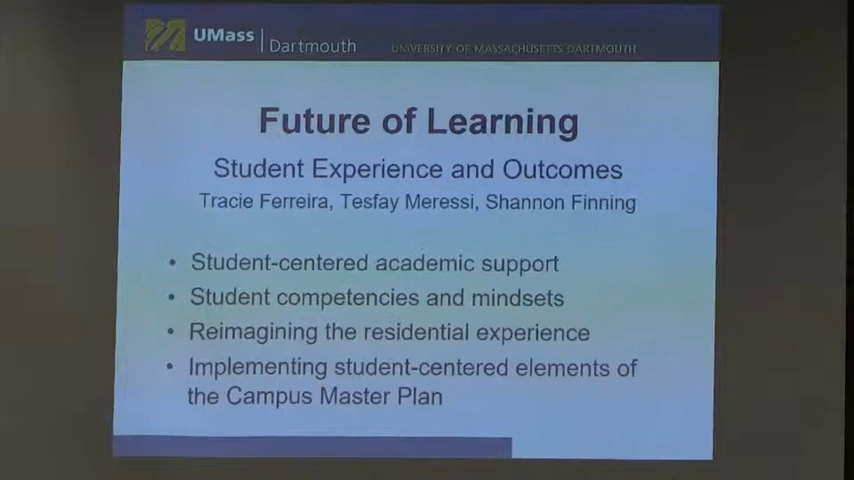 UMass | Dartmouth
UNIVERSITY OF MASSACHUSETTS DARTMOUTH
Future of Learning
Student Experience and Outcomes
Tracie Ferreira, Tesfay Meressi, Shannon Finning
• Student-centered academic support
• Student competencies and mindsets
• Reimagining the residential experience
• Implementing student-centered elements of
the Campus Master Plan